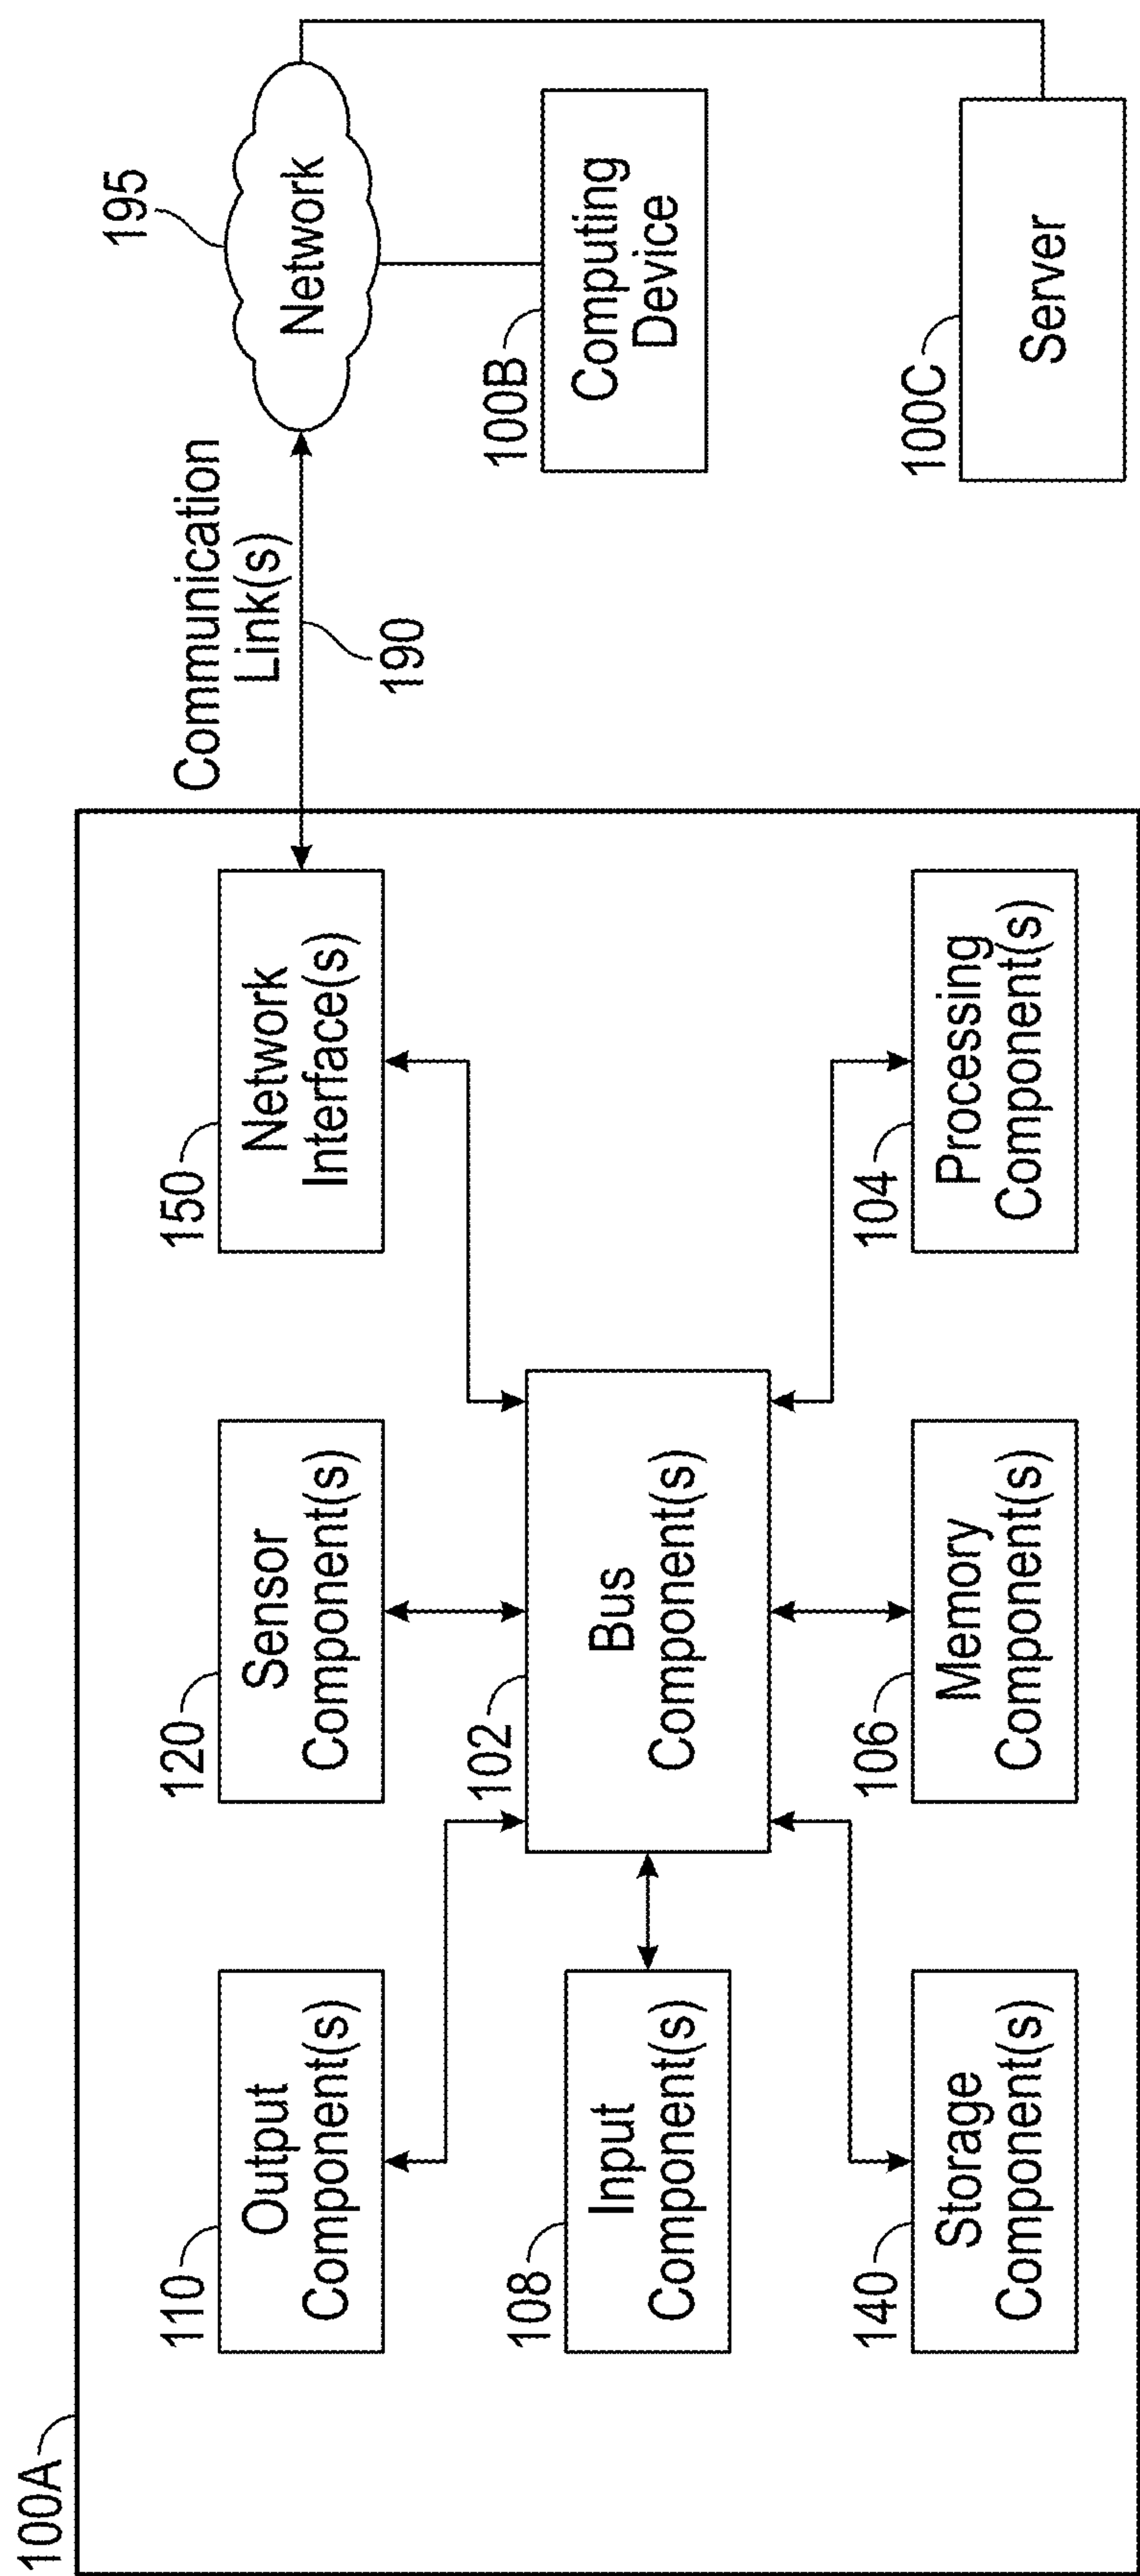 100A
110
Output
Component(s)
120
Sensor
Component(s)
150
Network
Interface(s)
Communication
Link(s)
190
195
Network
108
Input
Component(s)
102
Bus
Component(s)
100B
Computing
Device
140
Storage
Component(s)
106
Memory
Component(s)
104
Processing
Component(s)
100C
Server